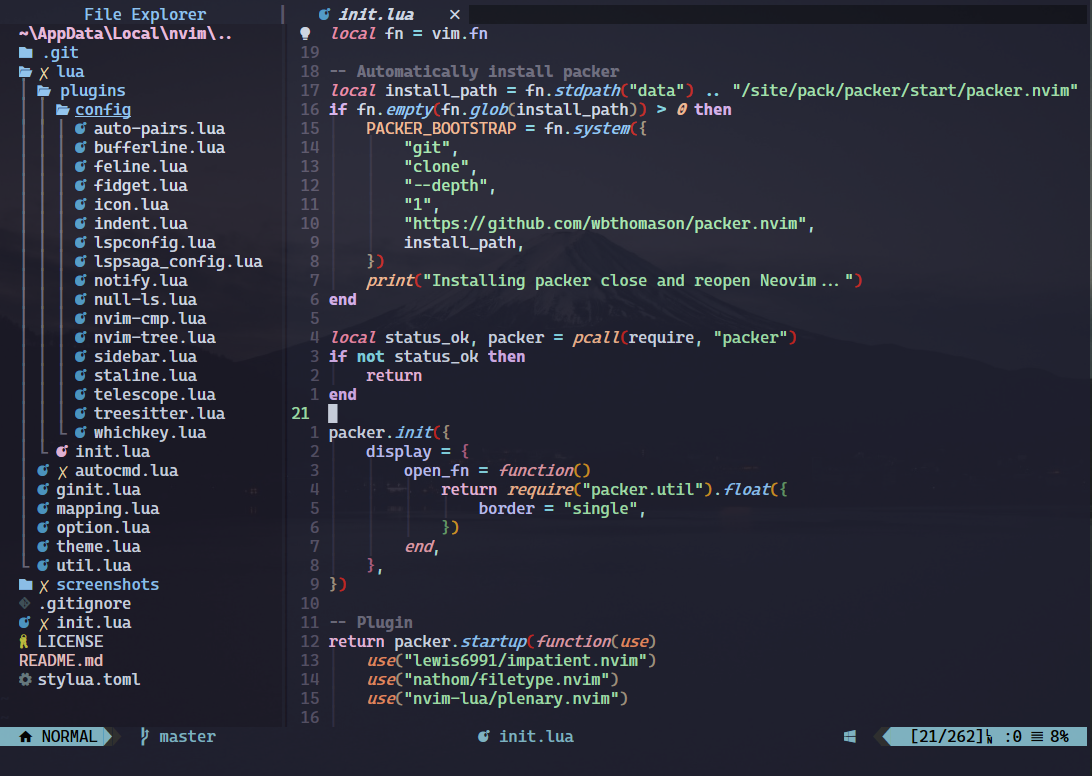 File Explorer
init.lua ×
~\AppData\Local\nvim\..
.git
lua
plugins
config
auto-pairs.lua
bufferline.lua
feline.lua
fidget.lua
icon.lua
indent.lua
lspconfig.lua
lspsaga_config.lua
notify.lua
null-ls.lua
nvim-cmp.lua
nvim-tree.lua
sidebar.lua
staline.lua
telescope.lua
treesitter.lua
whichkey.lua
init.lua
autocmd.lua
ginit.lua
mapping.lua
option.lua
theme.lua
util.lua
screenshots
.gitignore
init.lua
LICENSE
README.md
stylua.toml
local fn = vim.fn
19
18 -- Automatically install packer
17 local install_path = fn.stdpath("data") .. "/site/pack/packer/start/packer.nvim"
16 if fn.empty(fn.glob(install_path)) > 0 then
15     PACKER_BOOTSTRAP = fn.system({
14         "git",
13         "clone",
12         "--depth",
11         "1",
10         "https://github.com/wbthomason/packer.nvim",
9         install_path,
8     })
7     print("Installing packer close and reopen Neovim...")
6 end
5
4 local status_ok, packer = pcall(require, "packer")
3 if not status_ok then
2     return
1 end
21
1 packer.init({
2     display = {
3         open_fn = function()
4             return require("packer.util").float({
5                 border = "single",
6             })
7         end,
8     },
9 })
10
11 -- Plugin
12 return packer.startup(function(use)
13     use("lewis6991/impatient.nvim")
14     use("nathom/filetype.nvim")
15     use("nvim-lua/plenary.nvim")
16
NORMAL master init.lua [21/262] :0 8%